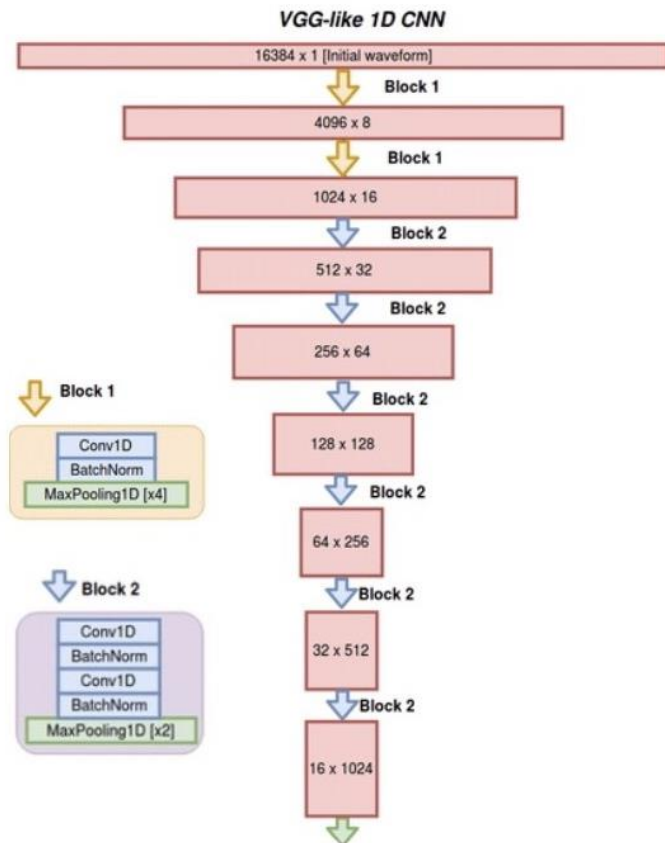 VGG-like 1D CNN
16384 x 1 [Initial waveform]
Block 1
4096 x 8
Block 1
1024 x 16
Block 2
512 x 32
Block 2
256 x 64
Block 2
128 x 128
Block 2
64 x 256
Block 2
32 x 512
Block 2
16 x 1024
Block 1
Conv1D
BatchNorm
MaxPooling1D [x4]
Block 2
Conv1D
BatchNorm
Conv1D
BatchNorm
MaxPooling1D [x2]